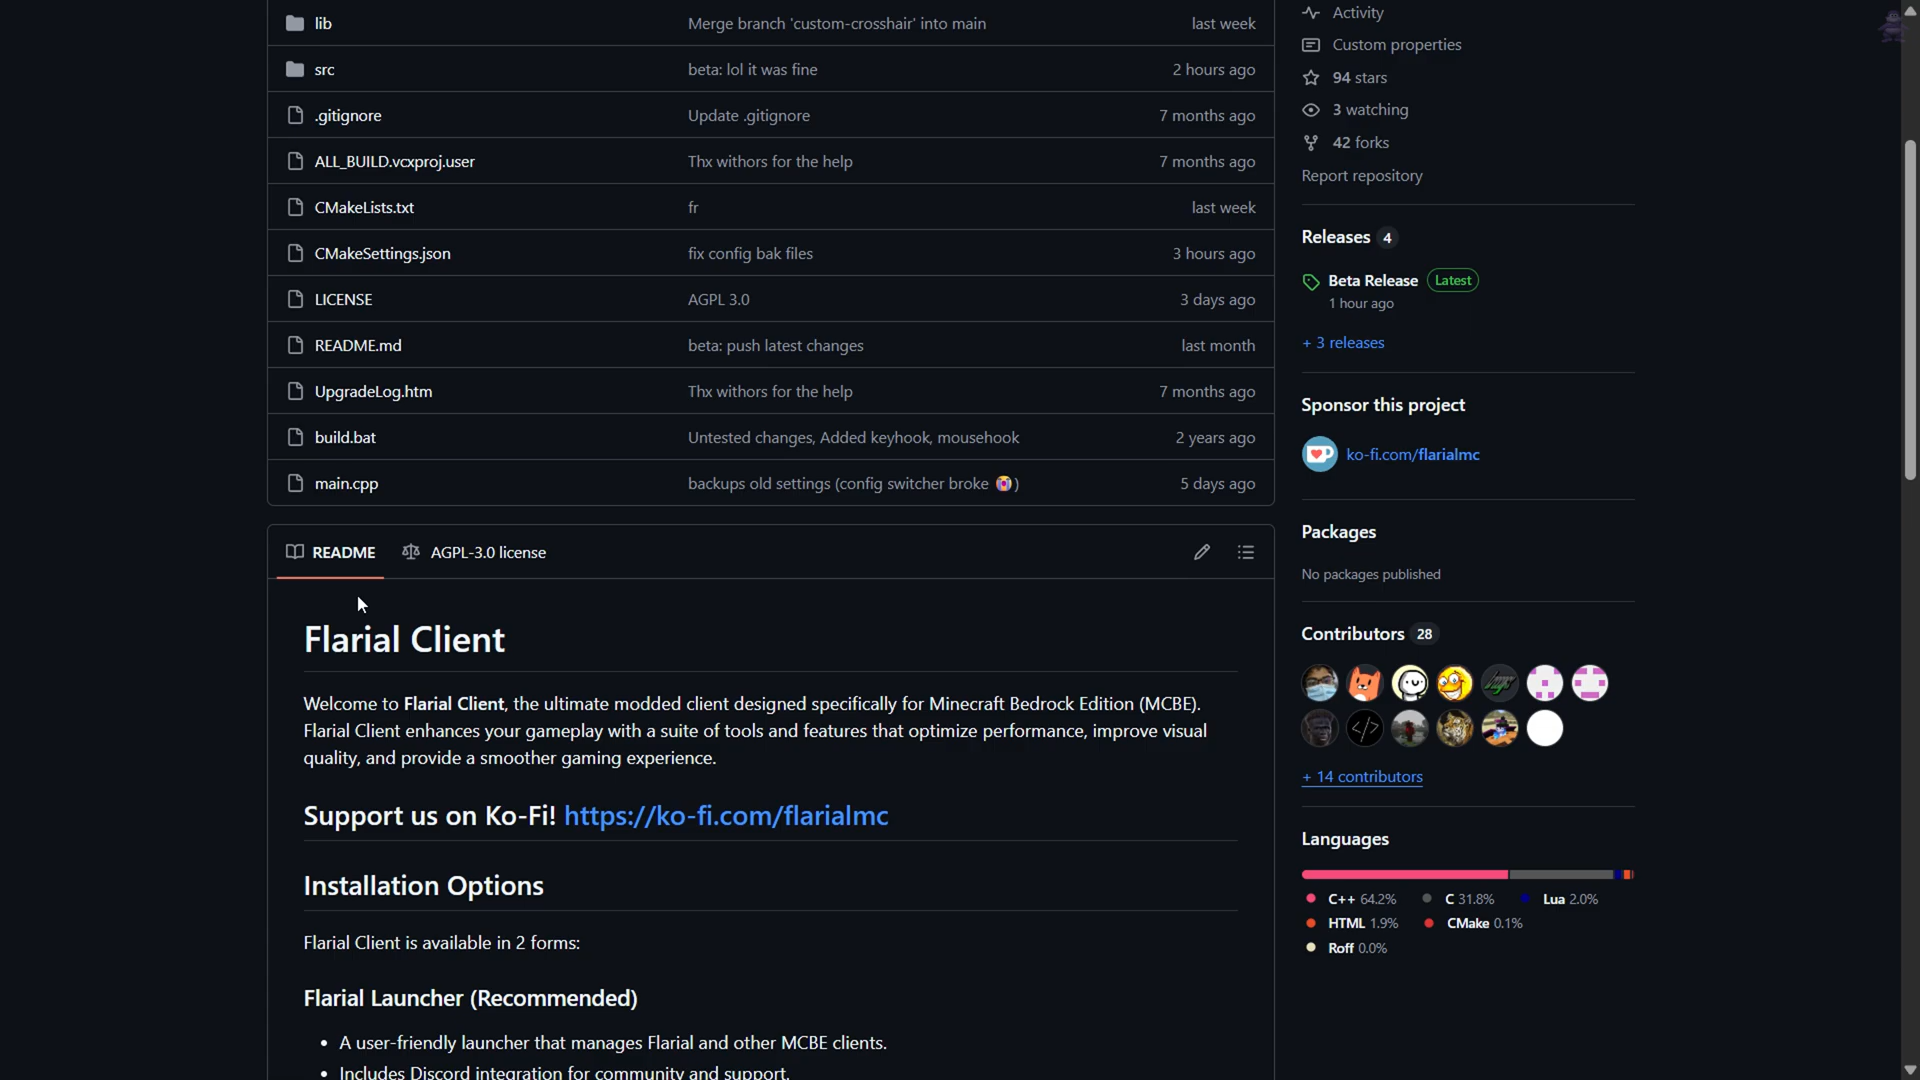 lib Merge branch 'custom-crosshair' into main last week
src beta: lol it was fine 2 hours ago
.gitignore Update .gitignore 7 months ago
ALL_BUILD.vcxproj.user Thx withors for the help 7 months ago
CMakeLists.txt fr last week
CMakeSettings.json fix config bak files 3 hours ago
LICENSE AGPL 3.0 3 days ago
README.md beta: push latest changes last month
UpgradeLog.htm Thx withors for the help 7 months ago
build.bat Untested changes, Added keyhook, mousehook 2 years ago
main.cpp backups old settings (config switcher broke 😭) 5 days ago
README AGPL-3.0 license
Flarial Client
Welcome to Flarial Client, the ultimate modded client designed specifically for Minecraft Bedrock Edition (MCBE).
Flarial Client enhances your gameplay with a suite of tools and features that optimize performance, improve visual
quality, and provide a smoother gaming experience.
Support us on Ko-Fi! https://ko-fi.com/flarialmc
Installation Options
Flarial Client is available in 2 forms:
Flarial Launcher (Recommended)
• A user-friendly launcher that manages Flarial and other MCBE clients.
• Includes Discord integration for community and support.
Activity
Custom properties
94 stars
3 watching
42 forks
Report repository
Releases 4
Beta Release Latest
1 hour ago
+ 3 releases
Sponsor this project
ko-fi.com/flarialmc
Packages
No packages published
Contributors 28
+ 14 contributors
Languages
C++ 64.2% C 31.8% Lua 2.0%
HTML 1.9% CMake 0.1%
Roff 0.0%